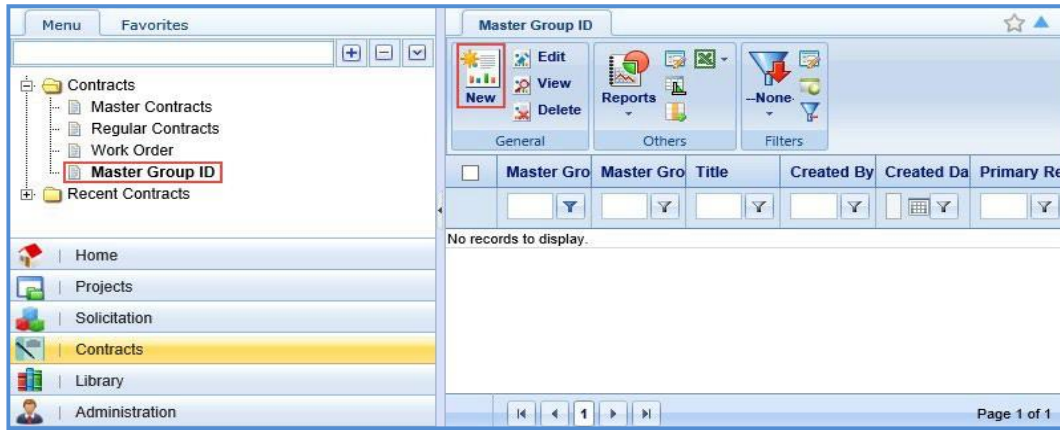 Menu Favorites
Contracts
Master Contracts
Regular Contracts
Work Order
Master Group ID
Recent Contracts
Home
Projects
Solicitation
Contracts
Library
Administration
Master Group ID
New
Edit
View
Delete
General
Reports
Others
--None-
Filters
Master Gro Master Gro Title Created By Created Da Primary Re
No records to display.
1
Page 1 of 1